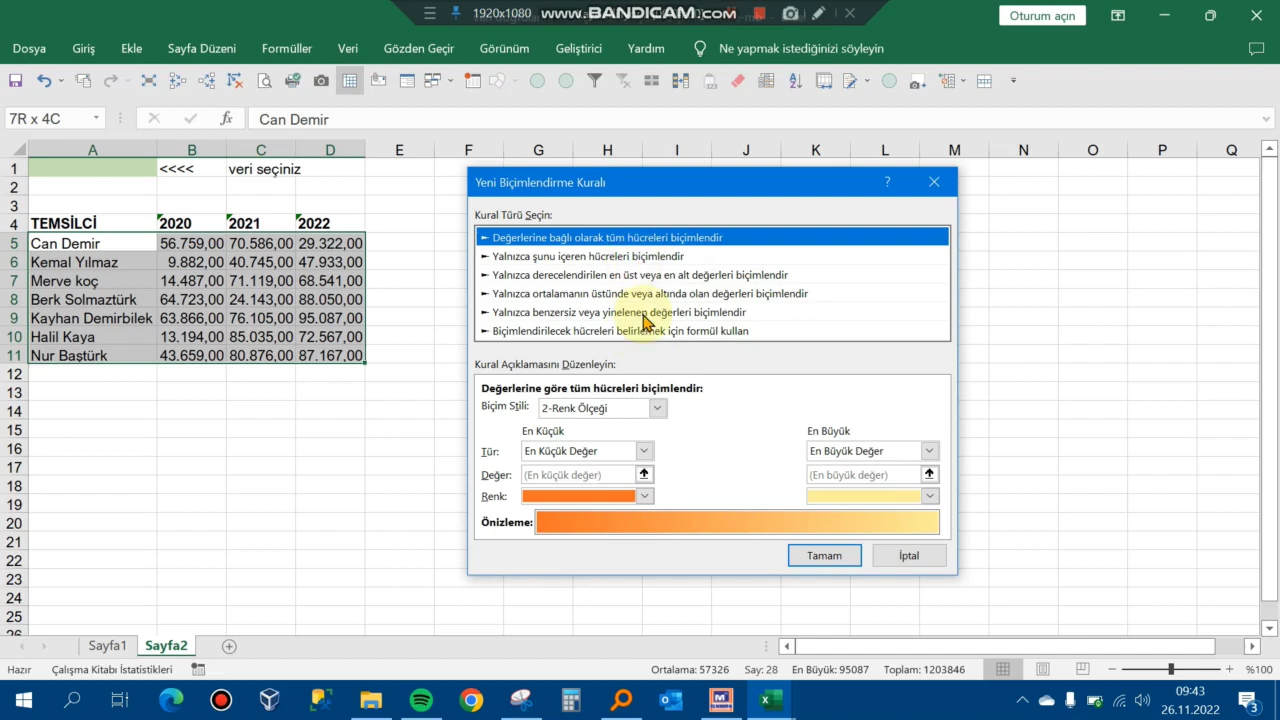 1920x1080 www.BANDICAM.com
Oturum açın
Dosya Giriş Ekle Sayfa Düzeni Formüller Veri Gözden Geçir Görünüm Geliştirici Yardım Ne yapmak istediğinizi söyleyin
7R x 4C fx Can Demir
A B C D E F G H I J K L M N O P Q
1 <<<< veri seçiniz
2
3
4 TEMSİLCİ 2020 2021 2022
5 Can Demir 56.759,00 70.586,00 29.322,00
6 Kemal Yılmaz 9.882,00 40.745,00 47.933,00
7 Merve koç 14.487,00 71.119,00 68.541,00
8 Berk Solmaztürk 64.723,00 24.143,00 88.050,00
9 Kayhan Demirbilek 63.866,00 76.105,00 95.087,00
10 Halil Kaya 13.194,00 85.035,00 72.567,00
11 Nur Baştürk 43.659,00 80.876,00 87.167,00
12
13
14
15
16
17
18
19
20
21
22
23
24
25
26
Yeni Biçimlendirme Kuralı ?
Kural Türü Seçin:
► Değerlerine bağlı olarak tüm hücreleri biçimlendir
► Yalnızca şunu içeren hücreleri biçimlendir
► Yalnızca derecelendirilen en üst veya en alt değerleri biçimlendir
► Yalnızca ortalamanın üstünde veya altında olan değerleri biçimlendir
► Yalnızca benzersiz veya yinelenen değerleri biçimlendir
► Biçimlendirilecek hücreleri belirlemek için formül kullan
Kural Açıklamasını Düzenleyin:
Değerlerine göre tüm hücreleri biçimlendir:
Biçim Stili: 2-Renk Ölçeği
En Küçük En Büyük
Tür: En Küçük Değer En Büyük Değer
Değer: (En küçük değer) (En büyük değer)
Renk:
Önizleme:
Tamam İptal
Sayfa1 Sayfa2
Hazır Çalışma Kitabı İstatistikleri Ortalama: 57326 Say: 28 En Büyük: 95087 Toplam: 1203846 %100
09:43
26.11.2022
3